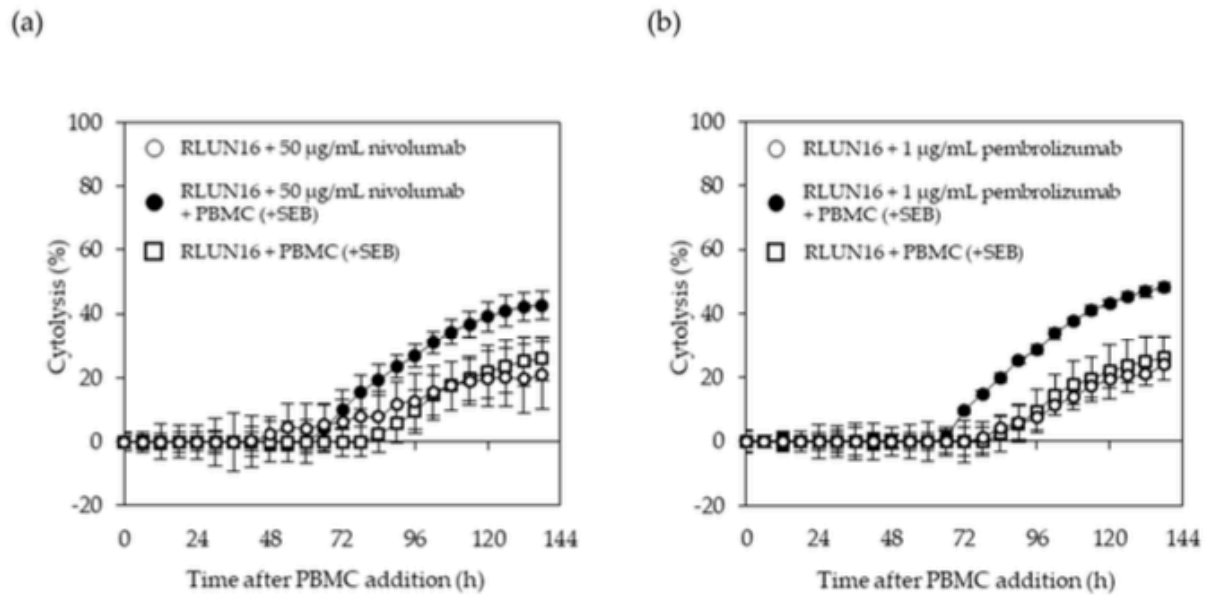 (a)
(b)
100
80
60
40
20
0
-20
Cytolysis (%)
RLUN16 + 50 μg/mL nivolumab
RLUN16 + 50 μg/mL nivolumab
+ PBMC (+SEB)
RLUN16 + PBMC (+SEB)
0 24 48 72 96 120 144
Time after PBMC addition (h)
100
80
60
40
20
0
-20
Cytolysis (%)
RLUN16 + 1 μg/mL pembrolizumab
RLUN16 + 1 μg/mL pembrolizumab
+ PBMC (+SEB)
RLUN16 + PBMC (+SEB)
0 24 48 72 96 120 144
Time after PBMC addition (h)